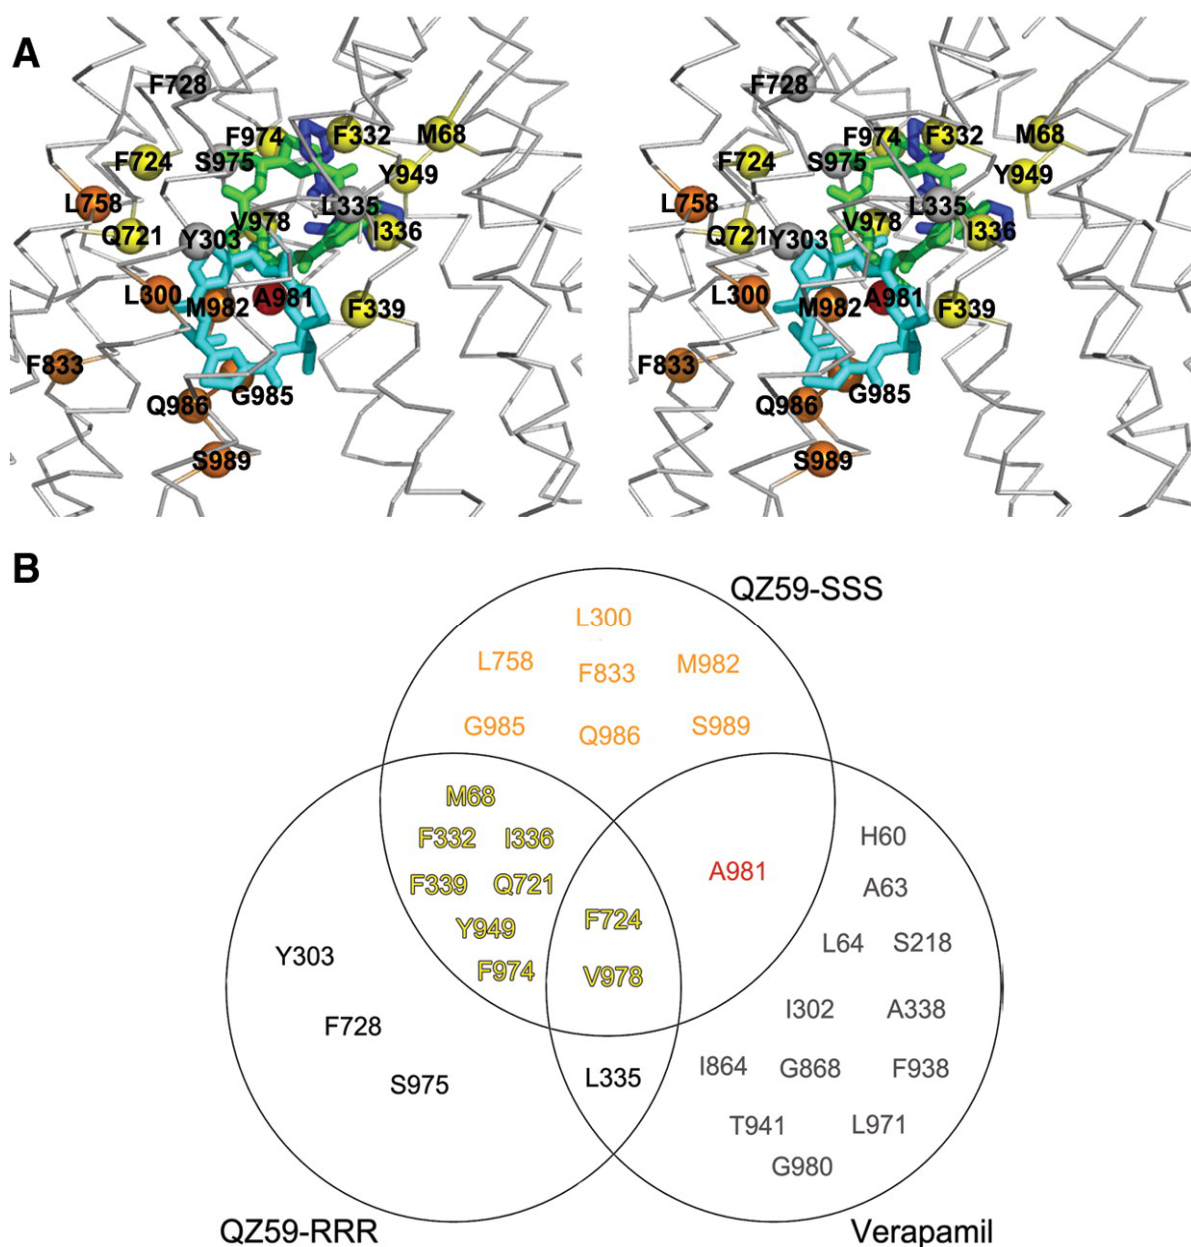 A
F728 F728
F974 F332 M68 F974 F332 M68
F724 S975 Y949 F724 S975 Y949
L758 L335 L758 L335
Q721 Y303 V978 I336 Q721 Y303 V978 I336
L300 M982 A981 F339 L300 M982 A981 F339
F833 G985 F833 G985
Q986 Q986
S989 S989
B
QZ59-SSS
L300
L758 F833 M982
G985 Q986 S989
M68
F332 I336
F339 Q721
Y949
F974
F724
V978
A981
H60
A63
L64 S218
I302 A338
I864 G868 F938
T941 L971
G980
Y303
F728
S975
L335
QZ59-RRR
Verapamil